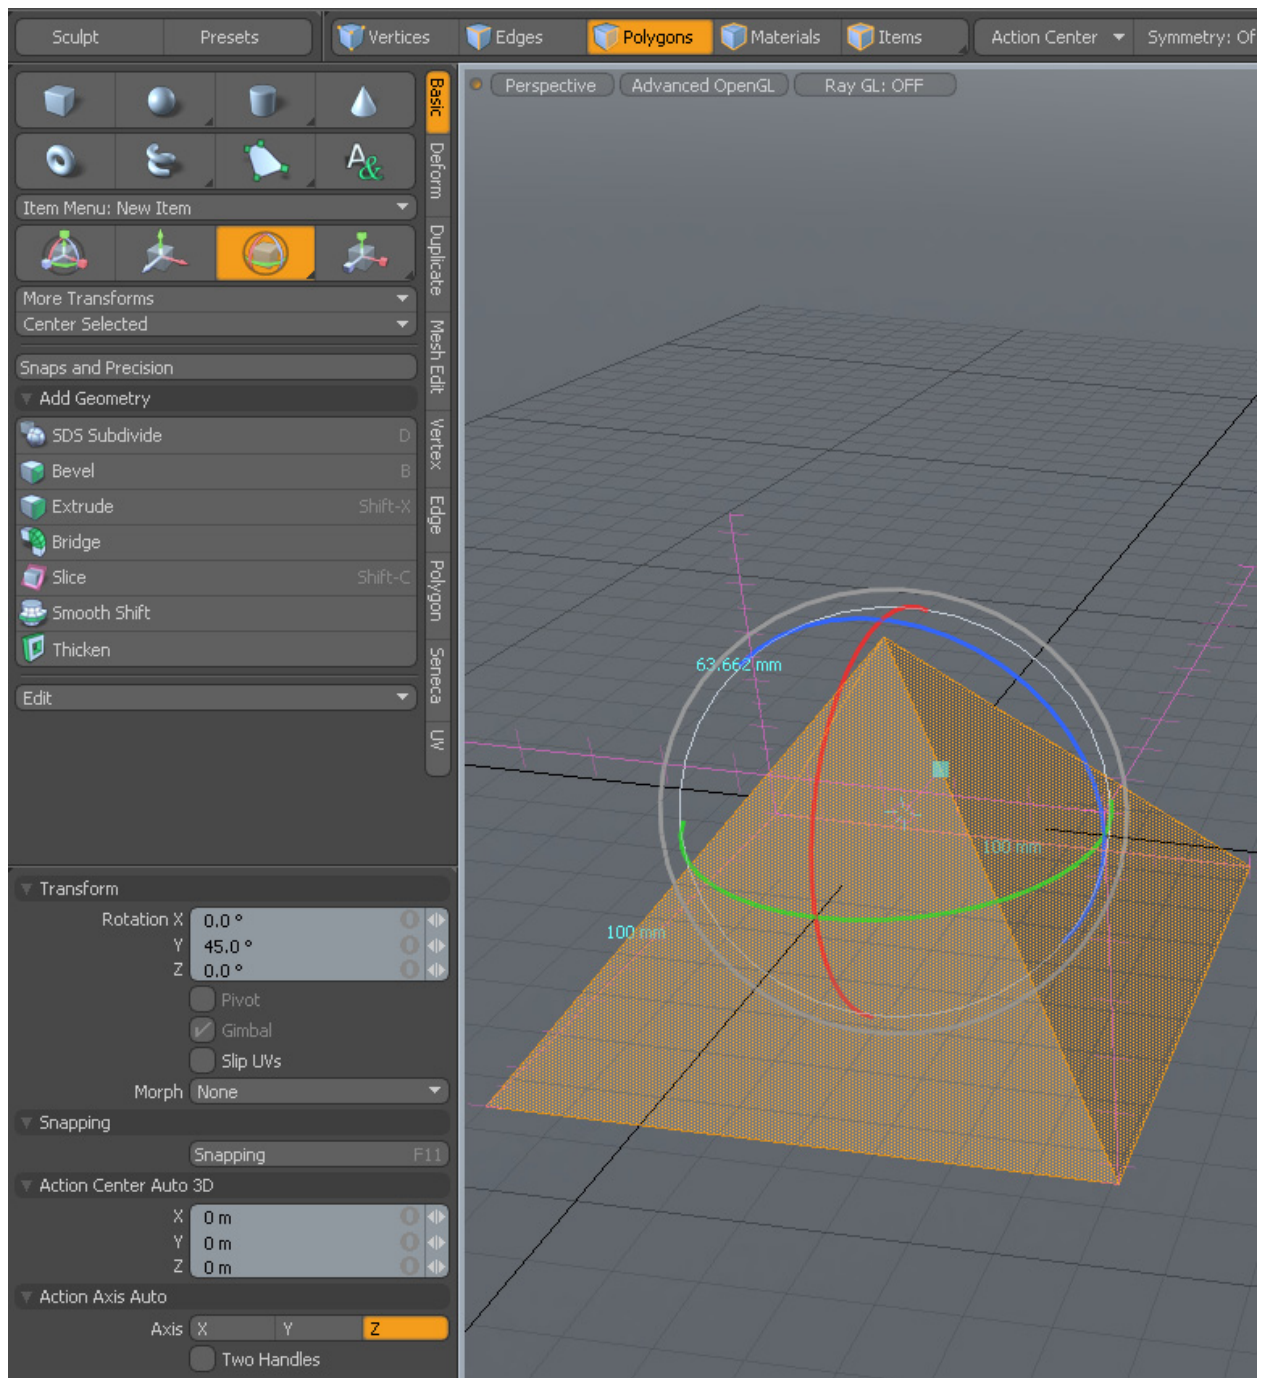 Sculpt Presets Vertices Edges Polygons Materials Items Action Center Symmetry: Of
Perspective Advanced OpenGL Ray GL: OFF
Basic
Deform
Duplicate
Mesh Edit
Vertex
Edge
Polygon
Seneca
UV
A&
Item Menu: New Item
More Transforms
Center Selected
Snaps and Precision
Add Geometry
SDS Subdivide D
Bevel B
Extrude Shift-X
Bridge
Slice Shift-C
Smooth Shift
Thicken
Edit
63.662 mm
100 mm
100 mm
Transform
Rotation X 0.0 °
Y 45.0 °
Z 0.0 °
Pivot
Gimbal
Slip UVs
Morph None
Snapping
Snapping F11
Action Center Auto 3D
X 0 m
Y 0 m
Z 0 m
Action Axis Auto
Axis X Y Z
Two Handles